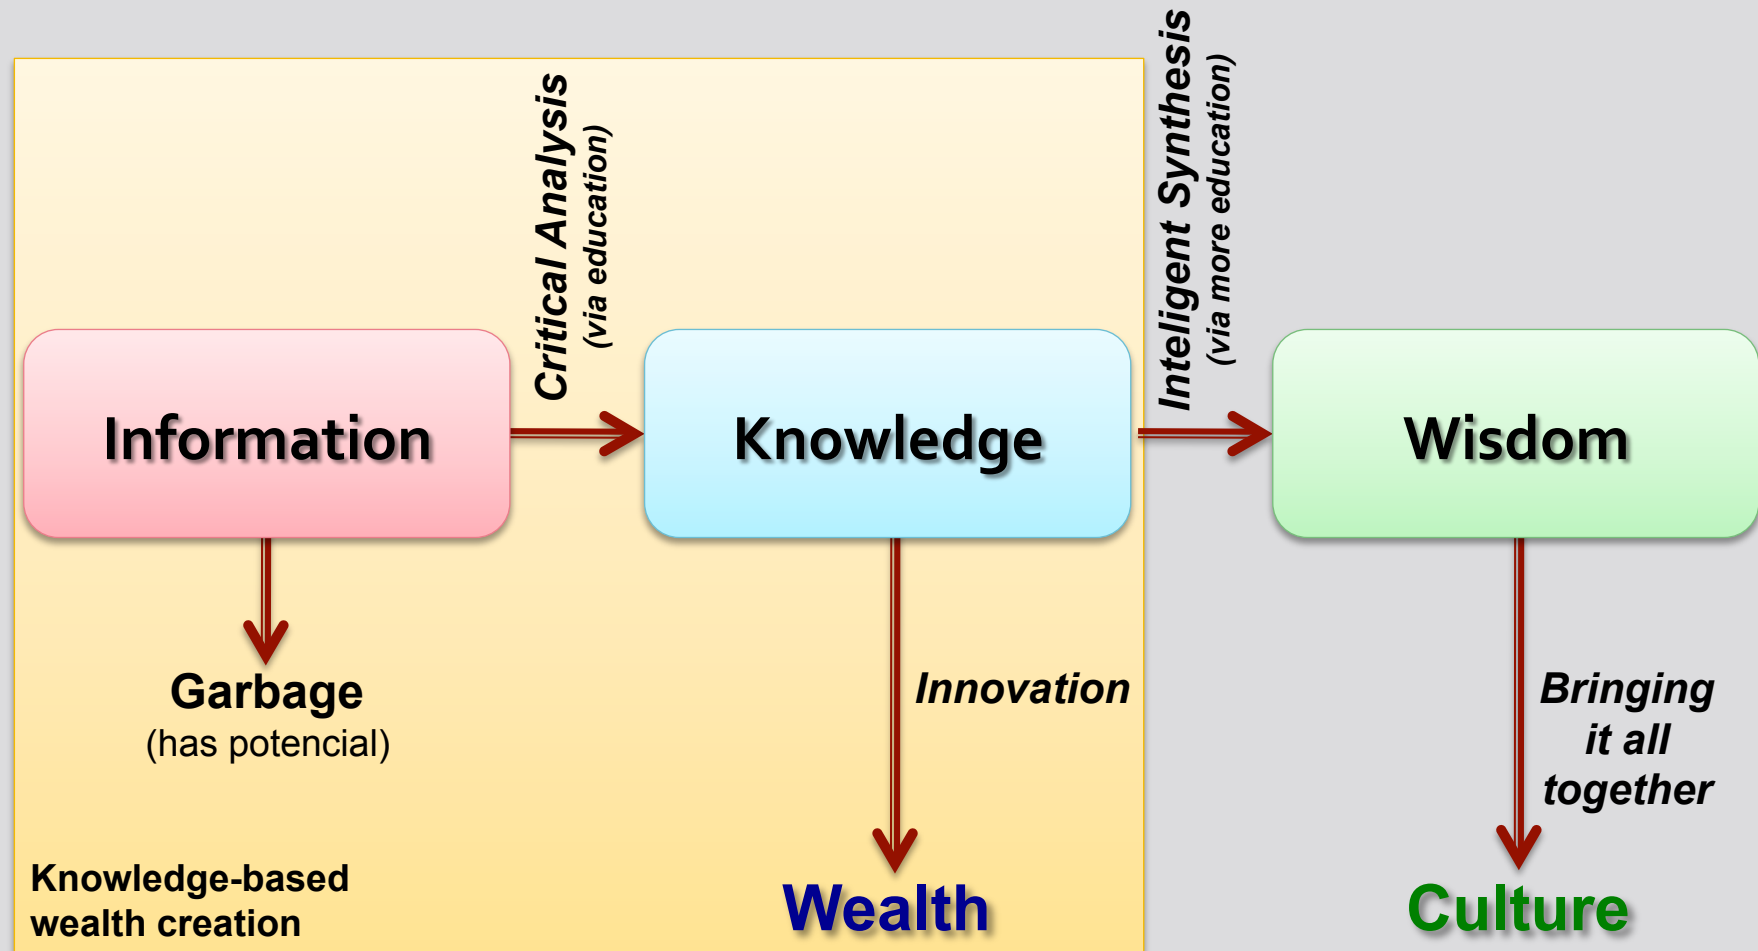 Critical Analysis
(via education)
Inteligent Synthesis
(via more education)
Information
Knowledge
Wisdom
Garbage
(has potencial)
Innovation
Bringing
it all
together
Knowledge-based
wealth creation
Wealth
Culture